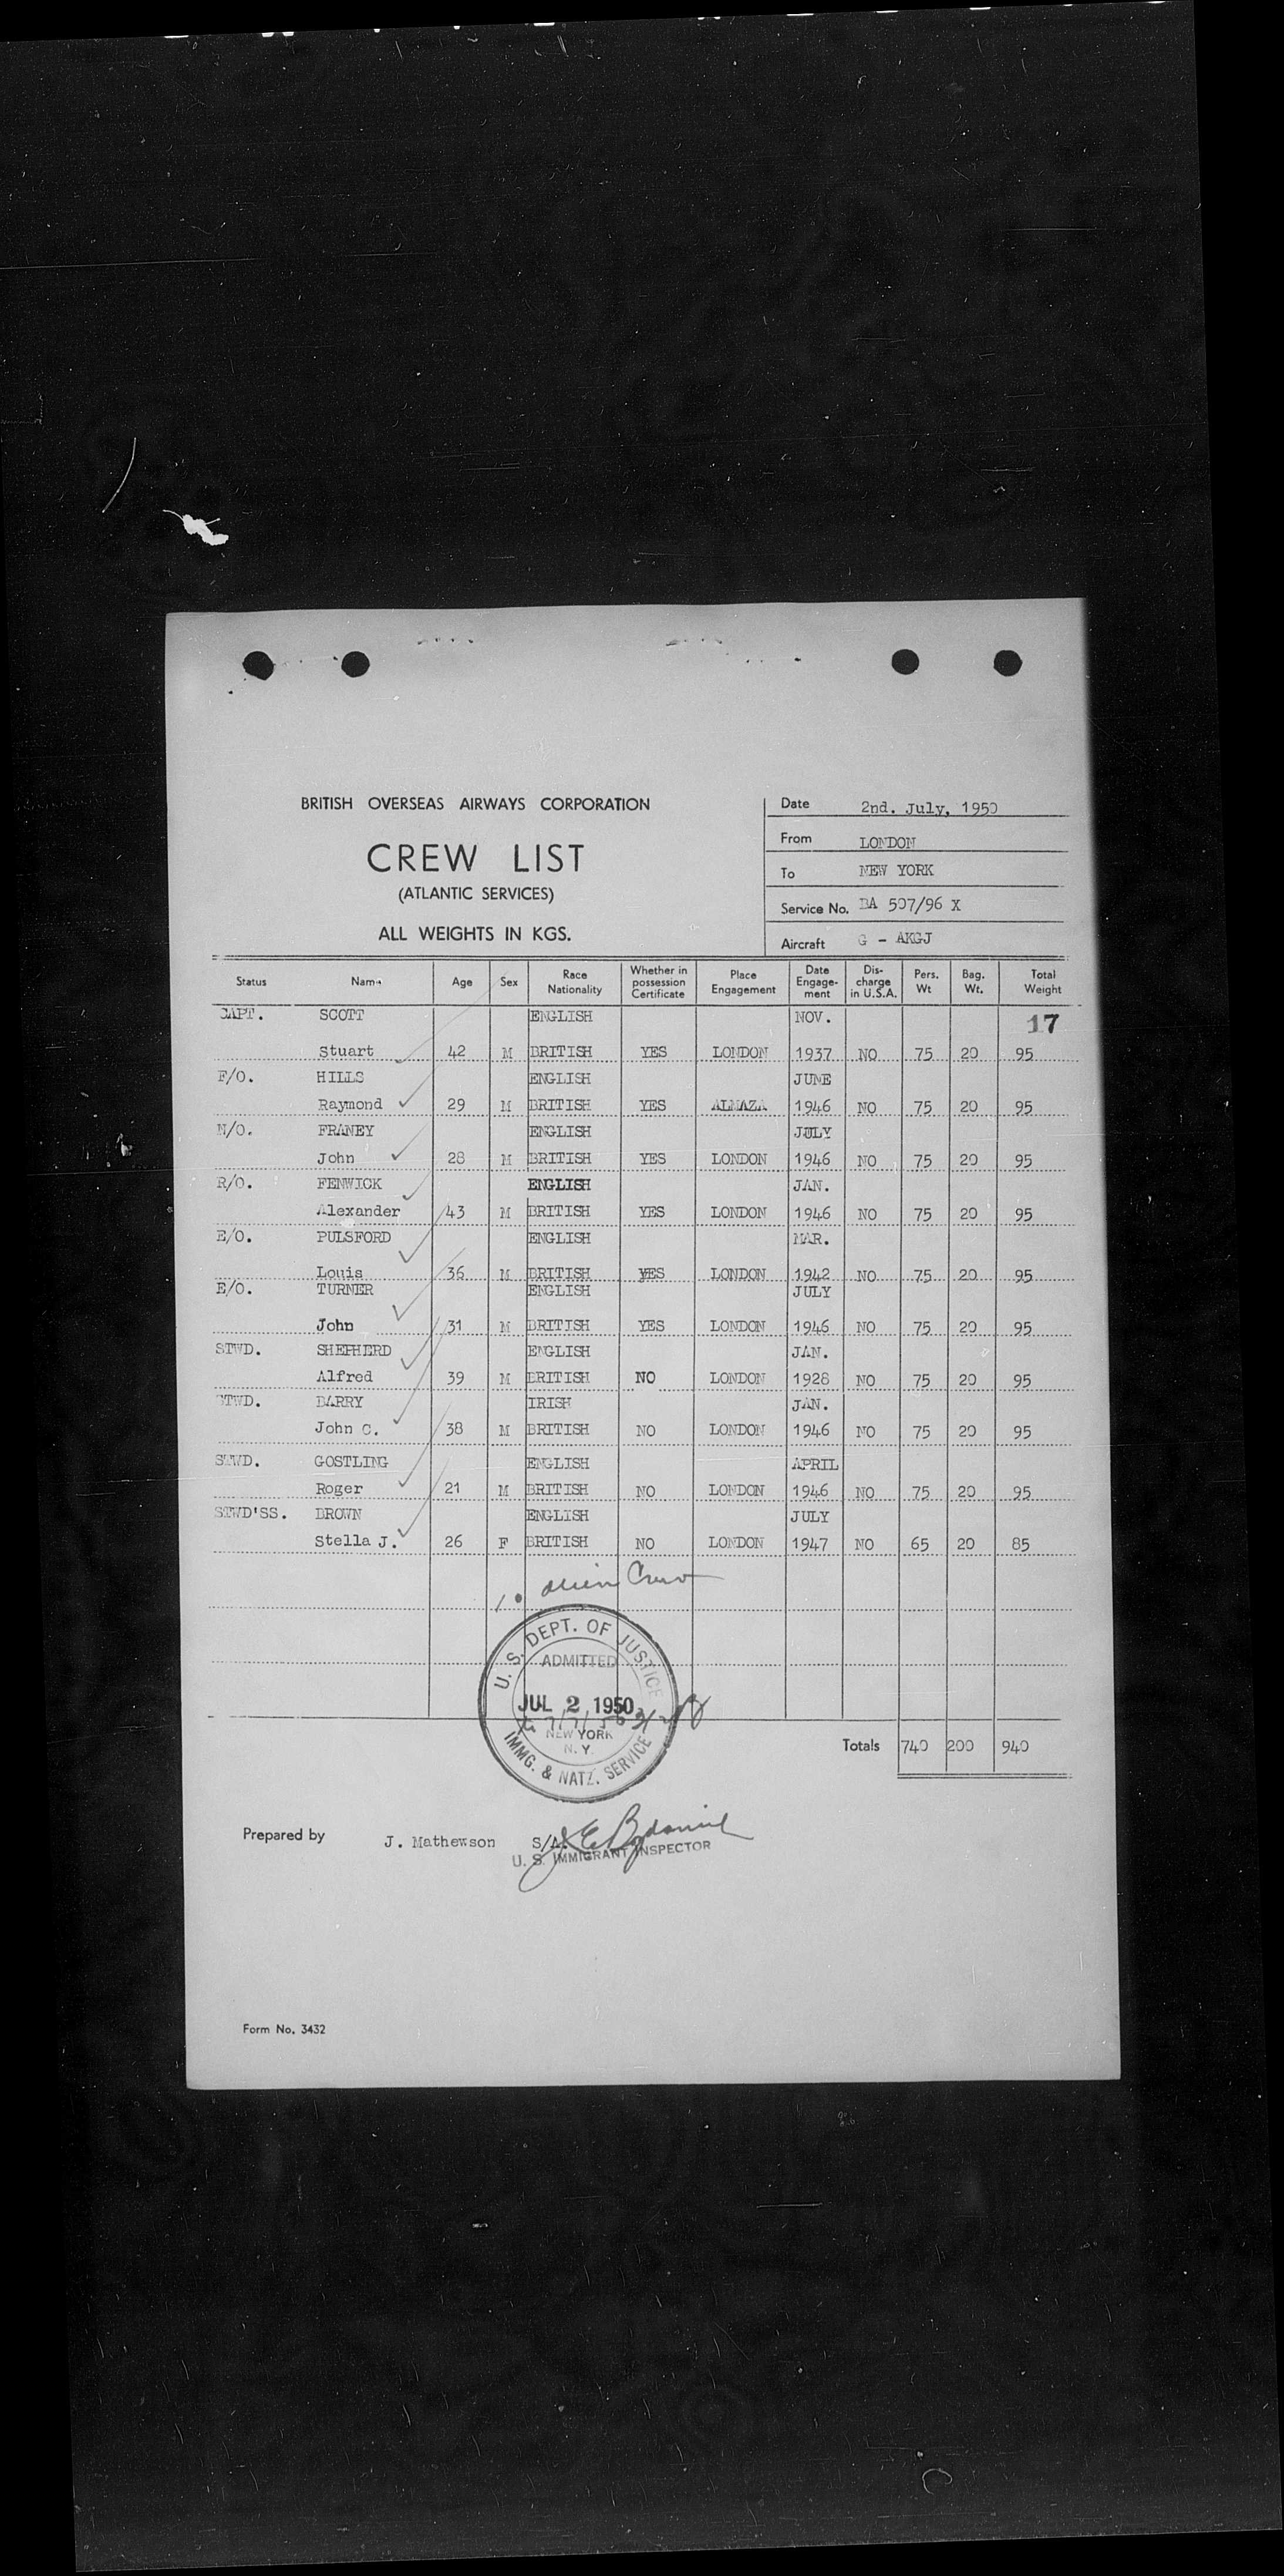 BRITISH OVERSEAS AIRWAYS CORPORATION
CREW LIST
(ATLANTIC SERVICES)
ALL WEIGHTS IN KGS.
Date 2nd. July, 1950
From LONDON
To NEW YORK
Service No. BA 507/96 X
Aircraft G - AKGJ
Status Name Age Sex Race Nationality Whether in possession Certificate Place Engagement Date Engage-ment Dis-charge in U.S.A. Pers. Wt Bag. Wt. Total Weight
CAPT. SCOTT ENGLISH NOV. 17
Stuart 42 M BRITISH YES LONDON 1937 NO 75 20 95
F/O. HILLS ENGLISH JUNE
Raymond 29 M BRITISH YES ALMAZA 1946 NO 75 20 95
N/O. FRANEY ENGLISH JULY
John 28 M BRITISH YES LONDON 1946 NO 75 20 95
R/O. FENWICK ENGLISH JAN.
Alexander 43 M BRITISH YES LONDON 1946 NO 75 20 95
E/O. PULSFORD ENGLISH MAR.
Louis 36 M BRITISH YES LONDON 1942 NO 75 20 95
E/O. TURNER ENGLISH JULY
John 31 M BRITISH YES LONDON 1946 NO 75 20 95
STWD. SHEPHERD ENGLISH JAN.
Alfred 39 M BRITISH NO LONDON 1928 NO 75 20 95
STWD. BARRY IRISH JAN.
John C. 38 M BRITISH NO LONDON 1946 NO 75 20 95
STWD. GOSTLING ENGLISH APRIL
Roger 21 M BRITISH NO LONDON 1946 NO 75 20 95
STWD'SS. BROWN ENGLISH JULY
Stella J. 26 F BRITISH NO LONDON 1947 NO 65 20 85
10 alien Crew
U. S. DEPT. OF JUSTICE
ADMITTED
JUL 2 1950
NEW YORK
N. Y.
IMMG. & NATZ. SERVICE
Totals 740 200 940
Prepared by J. Mathewson S/A.
U. S. IMMIGRANT INSPECTOR
Form No. 3432